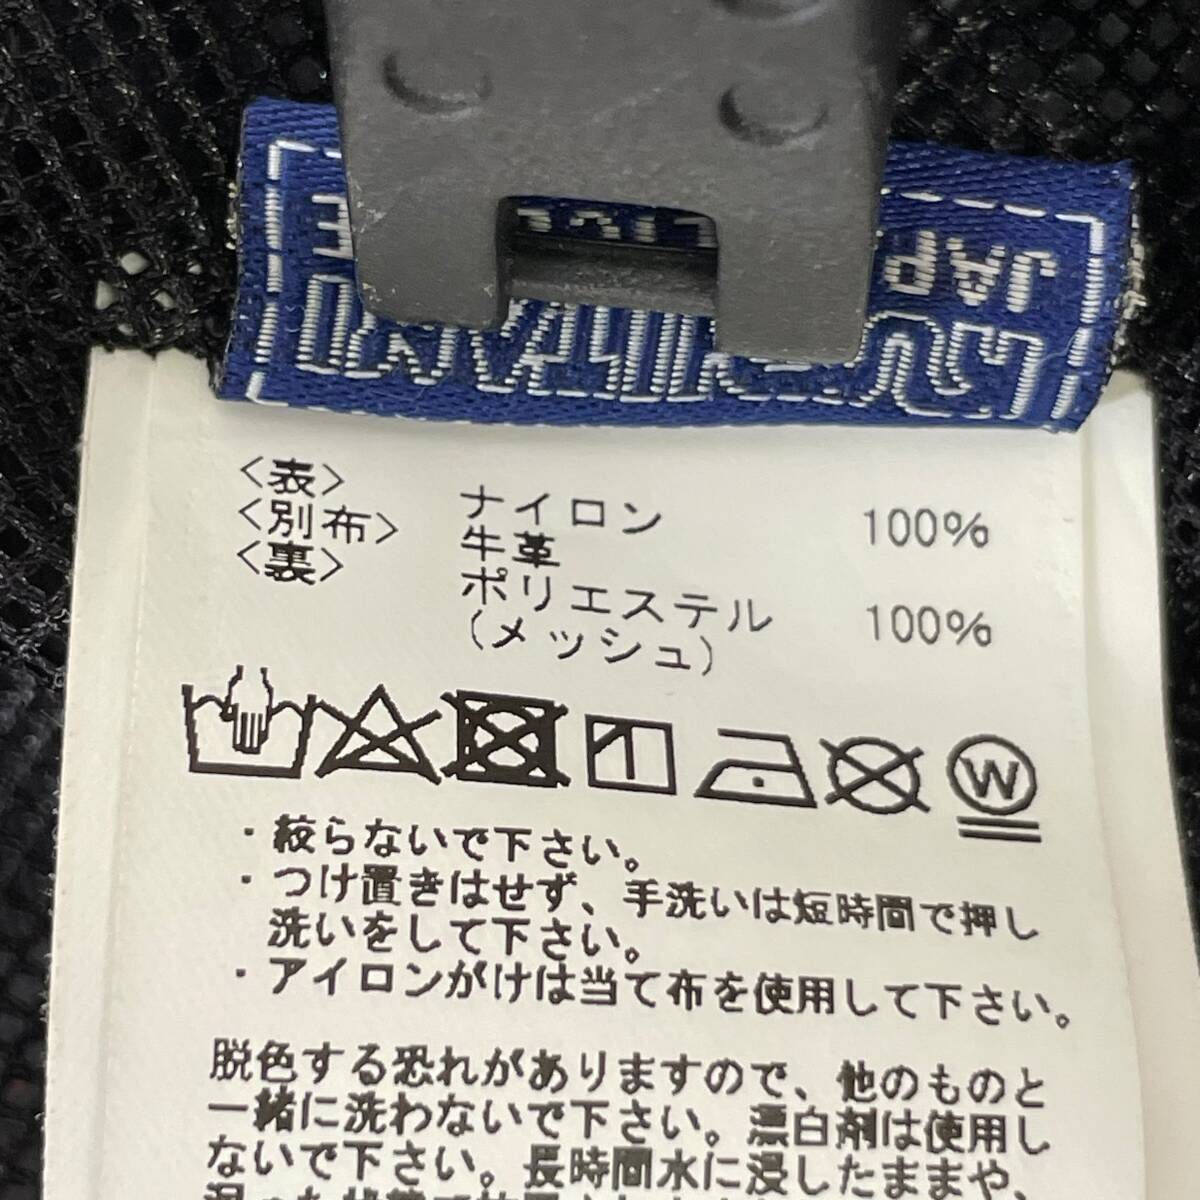 JAP
<表> ナイロン 100%
<別布> 牛革
<裏> ポリエステル 100%
(メッシュ)
W
・絞らないで下さい。
・つけ置きはせず、手洗いは短時間で押し
洗いをして下さい。
・アイロンがけは当て布を使用して下さい。
脱色する恐れがありますので、他のものと
一緒に洗わないで下さい。漂白剤は使用し
ないで下さい。長時間水に浸したままや、